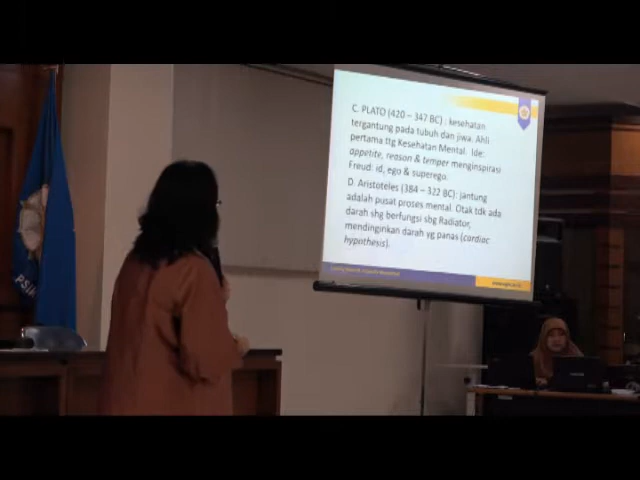 C. PLATO (420 – 347 BC) : kesehatan
tergantung pada tubuh dan jiwa. Ahli
pertama ttg Kesehatan Mental. Ide:
appetite, reason & temper menginspirasi
Freud: id, ego & superego.
D. Aristoteles (384 – 322 BC): jantung
adalah pusat proses mental. Otak tdk ada
darah shg berfungsi sbg Radiatur,
mendinginkan darah yg panas (cardiac
hypothesis).